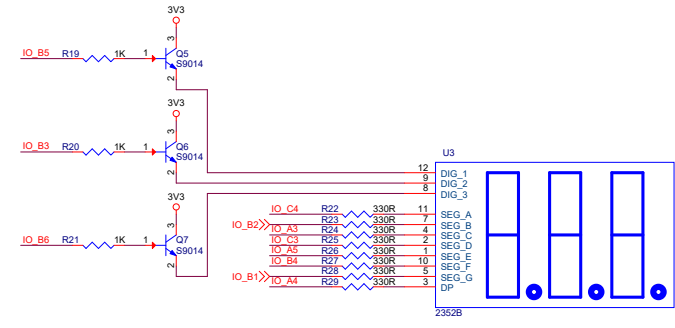 3V3
3
IO_B5 R19 1K 1 Q5
S9014
2
3V3
3
IO_B3 R20 1K 1 Q6
S9014
2
3V3
3
IO_B6 R21 1K 1 Q7
S9014
2
U3
12 DIG_1
9 DIG_2
8 DIG_3
IO_C4 R22 330R 11 SEG_A
IO_B2 R23 330R 7 SEG_B
IO_A3 R24 330R 4 SEG_C
IO_C3 R25 330R 2 SEG_D
IO_A5 R26 330R 1 SEG_E
IO_B4 R27 330R 10 SEG_F
IO_B1 R28 330R 5 SEG_G
IO_A4 R29 330R 3 DP
2352B